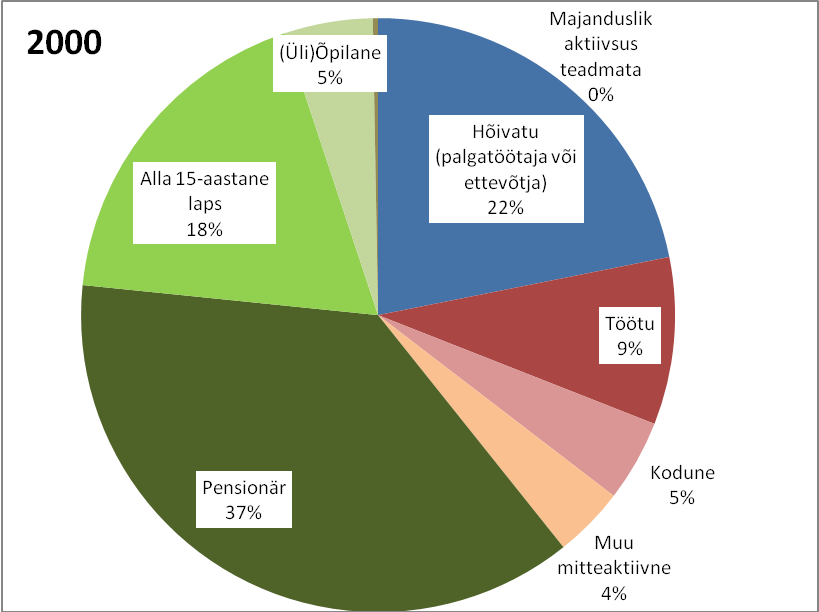 2000
Majanduslik
aktiivsus
teadmata
0%
Hõivatu
(palgatöötaja või
ettevõtja)
22%
Töötu
9%
Kodune
5%
Muu
mitteaktiivne
4%
Pensionär
37%
Alla 15-aastane
laps
18%
(Üli)Õpilane
5%